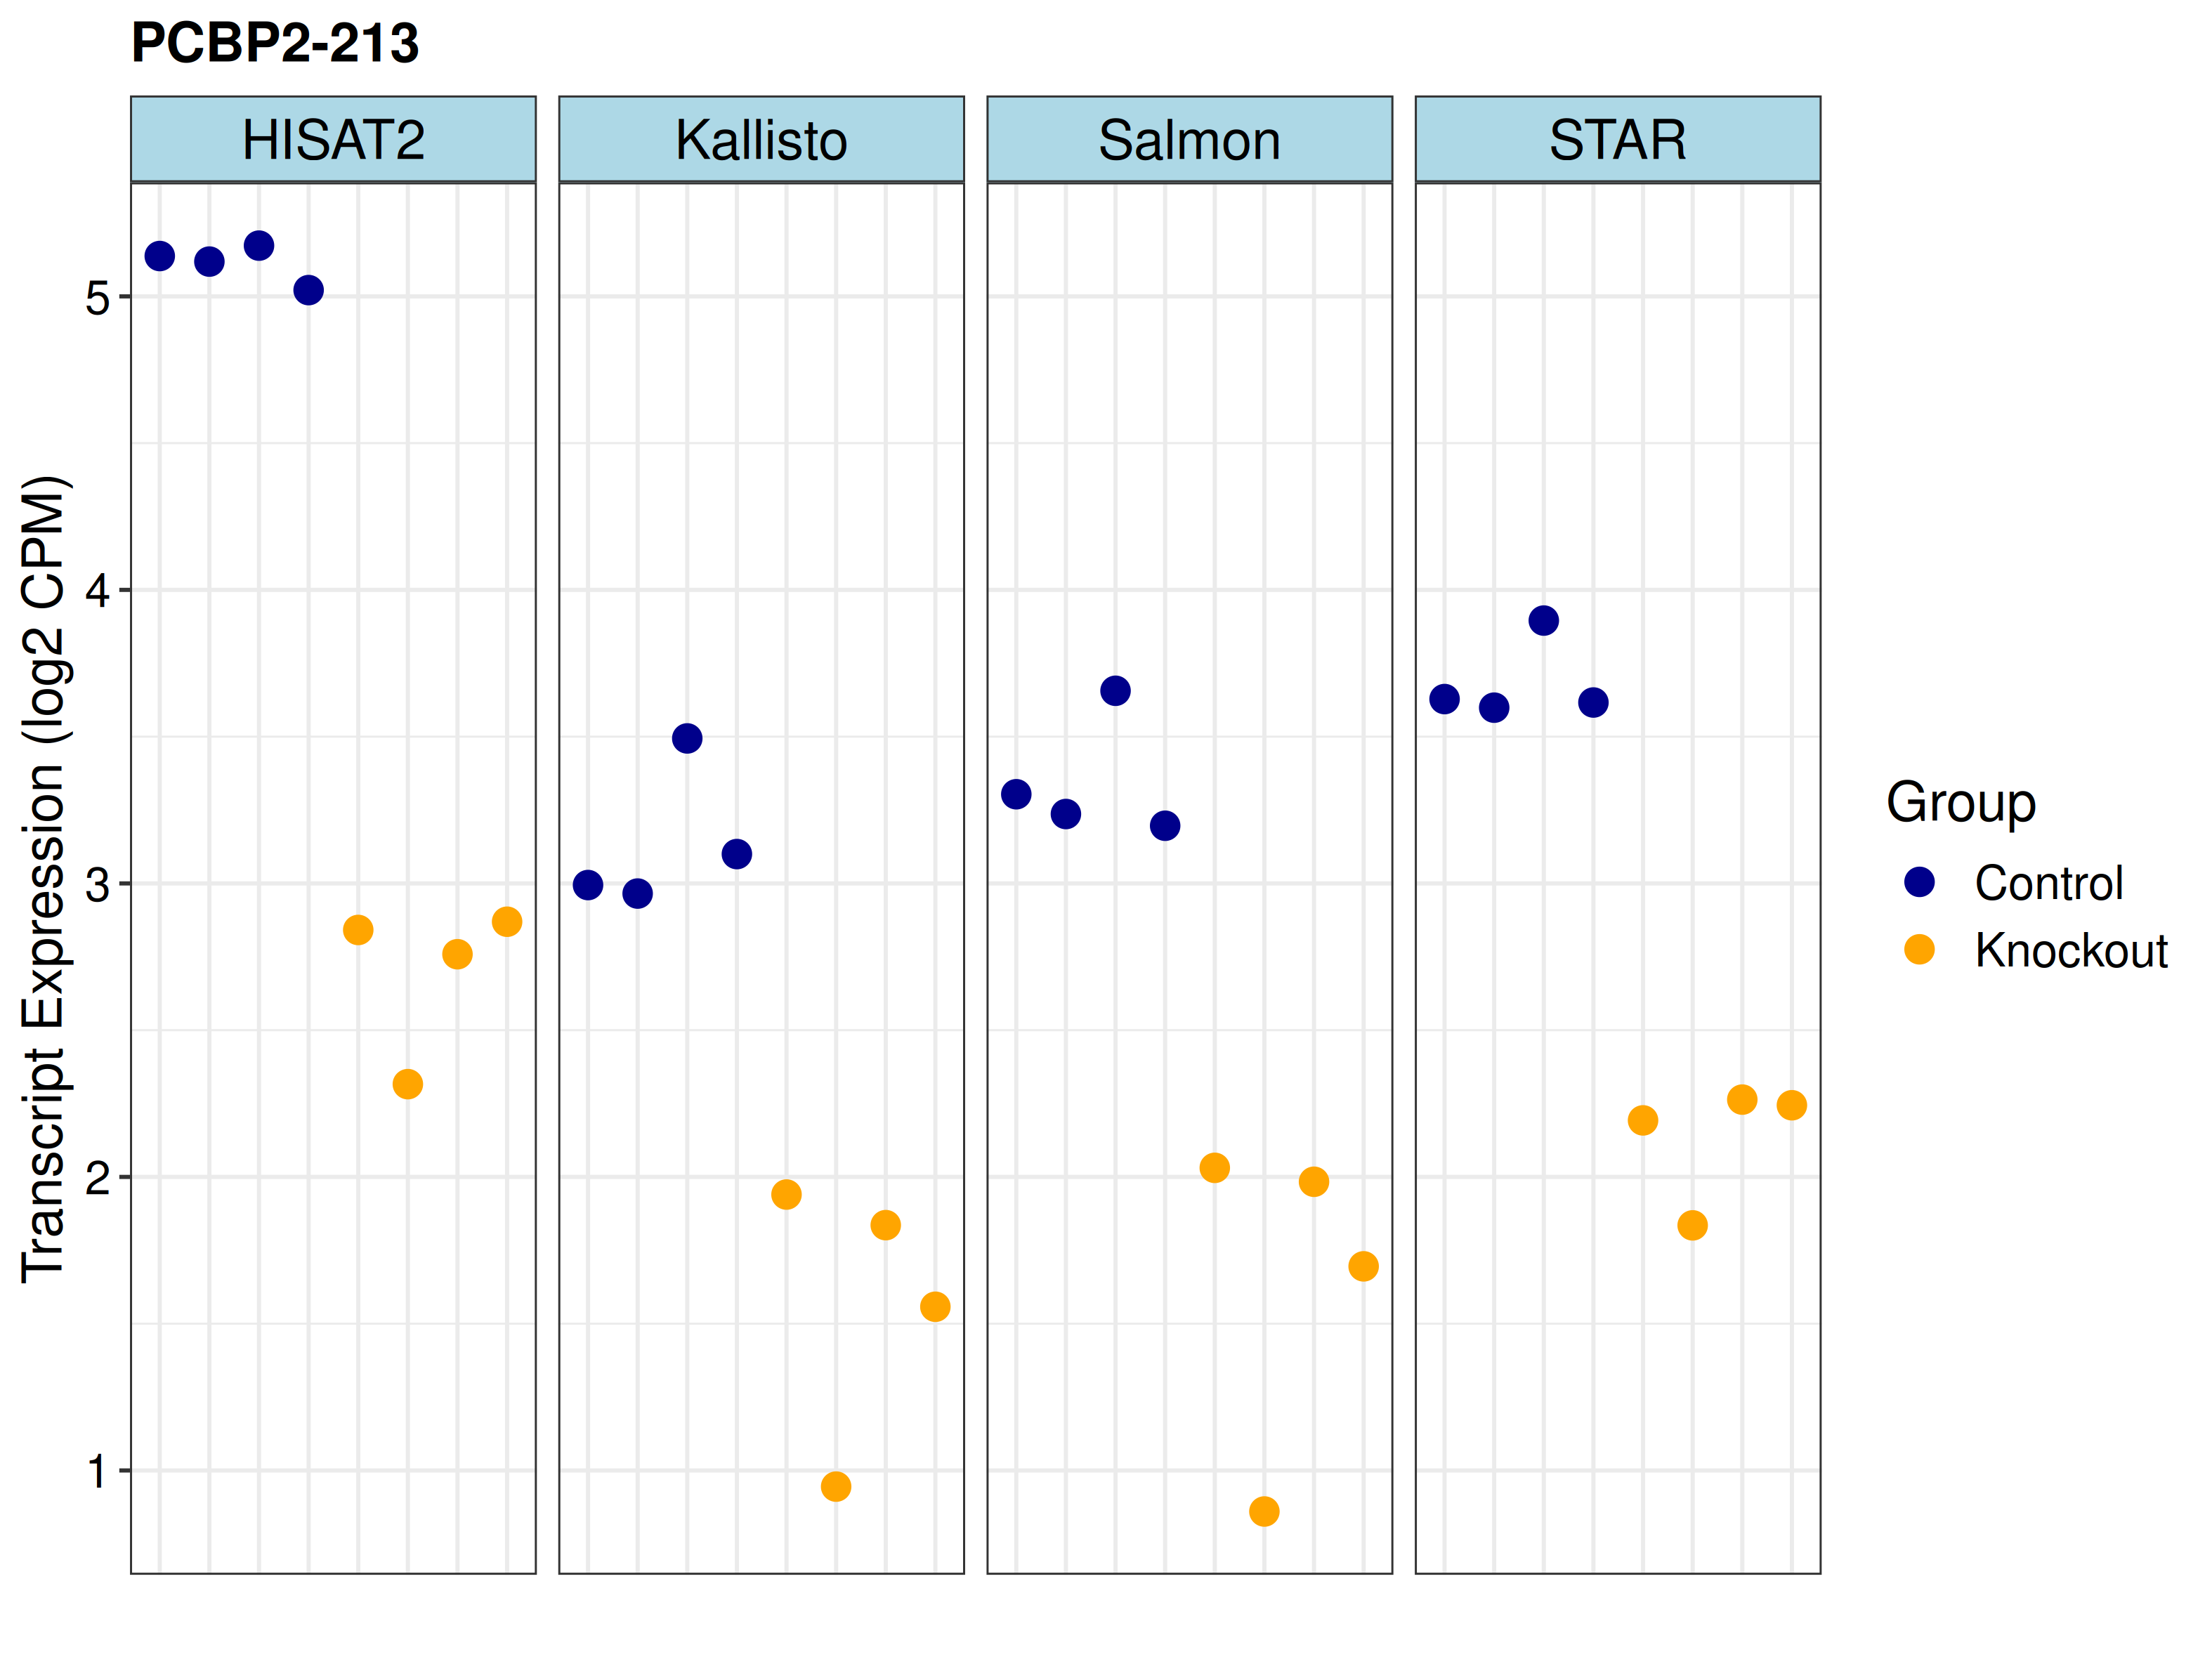 PCBP2-213
HISAT2
Kallisto
Salmon
STAR
Transcript Expression (log2 CPM)
5
4
3
2
1
Group
Control
Knockout